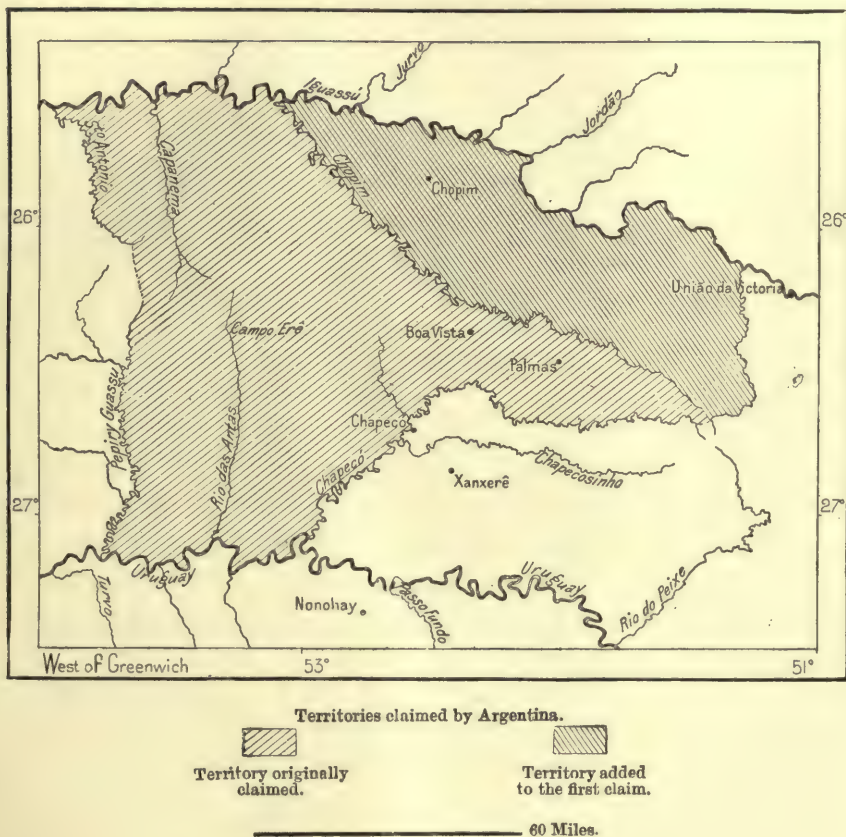 Iguassú
Jurvo
Jordão
26°
26°
to Antonio
Capanema
Chopim
Chopim
União da Victoria
Campo Erê
Boa Vista
Palmas
Pepiry Guassú
Rio das Antas
Chapecó
Chapecó
Chapecosinho
Xanxerê
27°
27°
Uruguay
Turvo
Uruguay
Rio do Peixe
Nonohay
Passo Fundo
West of Greenwich
53°
51°
Territories claimed by Argentina.
Territory originally
claimed.
Territory added
to the first claim.
60 Miles.